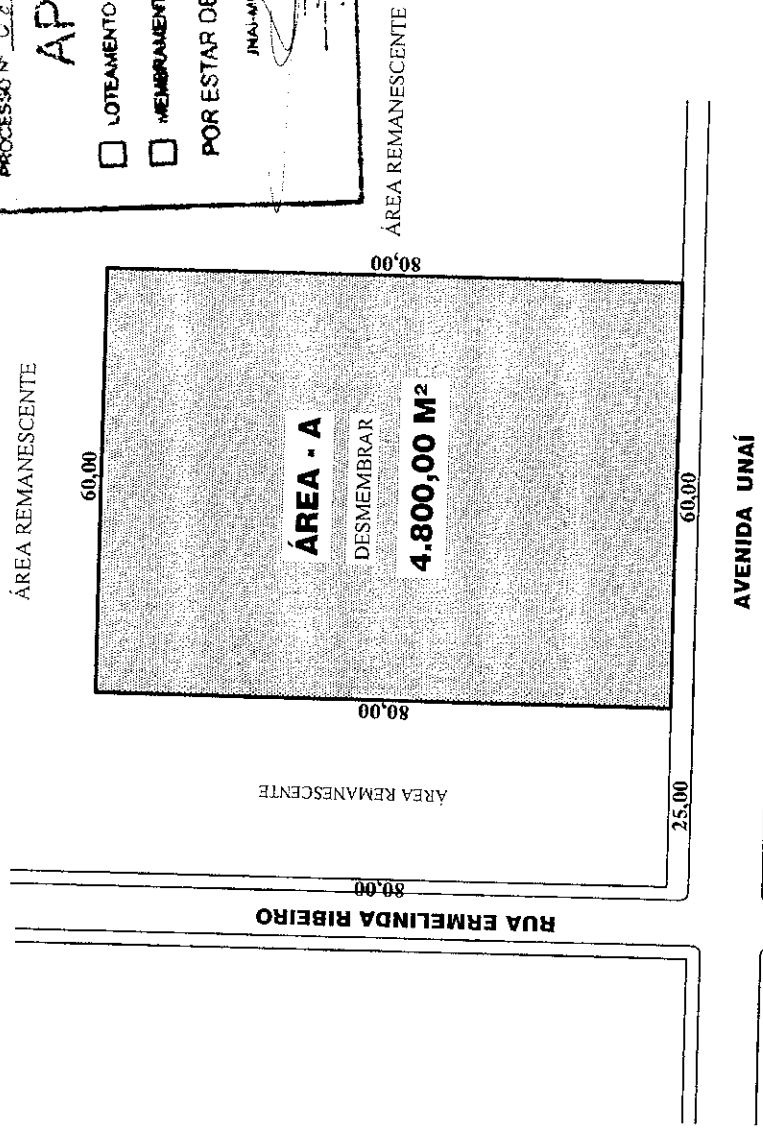 PROCESSO Nº
AP
LOTEAMENTO
MEMBRAMENT
POR ESTAR DE
ÁREA REMANESCENTE
60,00
80,00
ÁREA REMANESCENTE
ÁREA - A
DESMEMBRAR
4.800,00 M²
80,00
ÁREA REMANESCENTE
80,00
RUA ERMELINDA RIBEIRO
25,00
60,00
AVENIDA UNAÍ